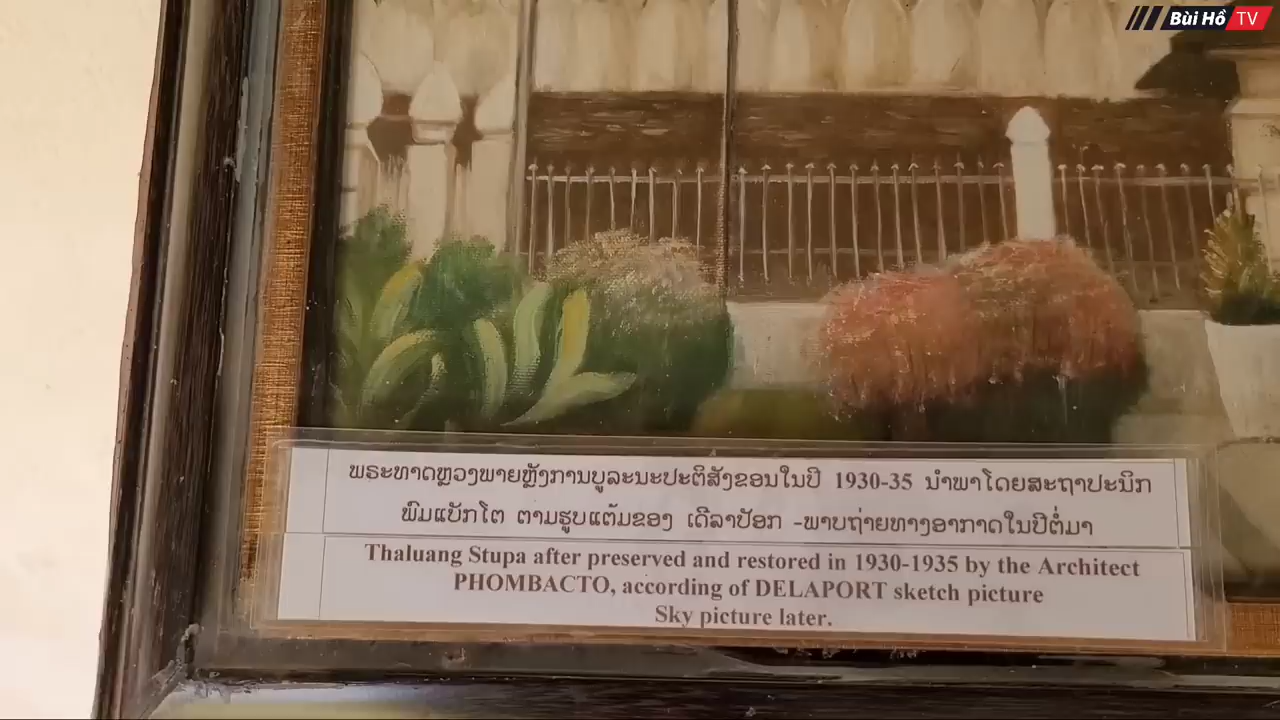 Bùi Hồ TV
ພຣະທາດຫຼວງພາຍຫຼັງການບູລະນະປະຕິສັງຂອນໃນປີ 1930-35 ນຳພາໂດຍສະຖາປະນິກ
ພົມແບັກໂຕ ຕາມຮູບແຕ້ມຂອງ ເດີລາປັອກ -ພາບຖ່າຍທາງອາກາດໃນປີຕໍ່ມາ
Thaluang Stupa after preserved and restored in 1930-1935 by the Architect
PHOMBACTO, according of DELAPORT sketch picture
Sky picture later.